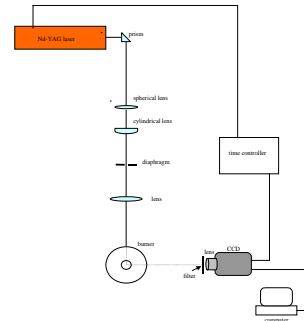 Nd-YAG laser
prism
spherical lens
cylindrical lens
diaphragm
time controller
lens
burner
lens
CCD
filter
computer